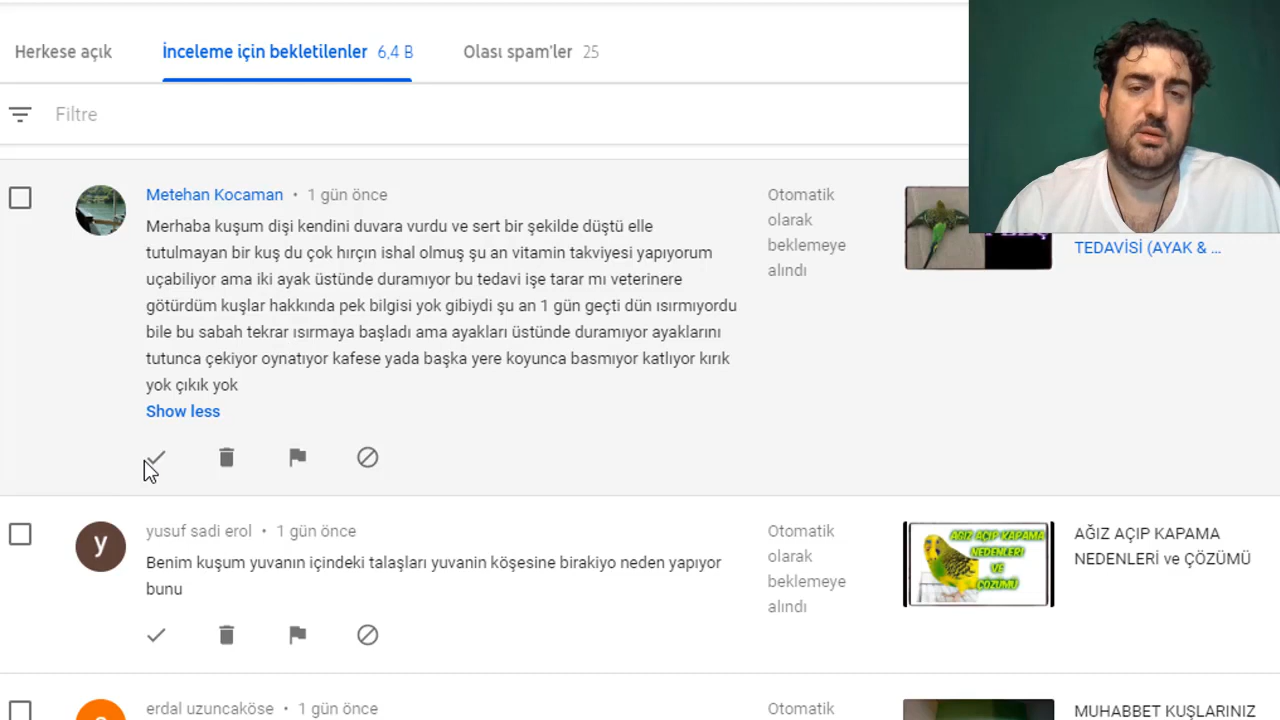 Herkese açık
İnceleme için bekletilenler 6,4 B
Olası spam'ler 25
Filtre
Metehan Kocaman • 1 gün önce
Merhaba kuşum dişi kendini duvara vurdu ve sert bir şekilde düştü elle
tutulmayan bir kuş du çok hırçın ishal olmuş şu an vitamin takviyesi yapıyorum
uçabiliyor ama iki ayak üstünde duramıyor bu tedavi işe tarar mı veterinere
götürdüm kuşlar hakkında pek bilgisi yok gibiydi şu an 1 gün geçti dün ısırmıyordu
bile bu sabah tekrar ısırmaya başladı ama ayakları üstünde duramıyor ayaklarını
tutunca çekiyor oynatıyor kafese yada başka yere koyunca basmıyor katlıyor kırık
yok çıkık yok
Show less
Otomatik
olarak
beklemeye
alındı
TEDAVİSİ (AYAK & ...
y
yusuf sadi erol • 1 gün önce
Benim kuşum yuvanın içindeki talaşları yuvanin köşesine birakiyo neden yapıyor
bunu
Otomatik
olarak
beklemeye
alındı
AĞIZ AÇIP KAPAMA
NEDENLERİ
VE
ÇÖZÜMÜ
AĞIZ AÇIP KAPAMA
NEDENLERİ ve ÇÖZÜMÜ
erdal uzuncaköse • 1 gün önce
Otomatik
MUHABBET KUŞLARINIZ